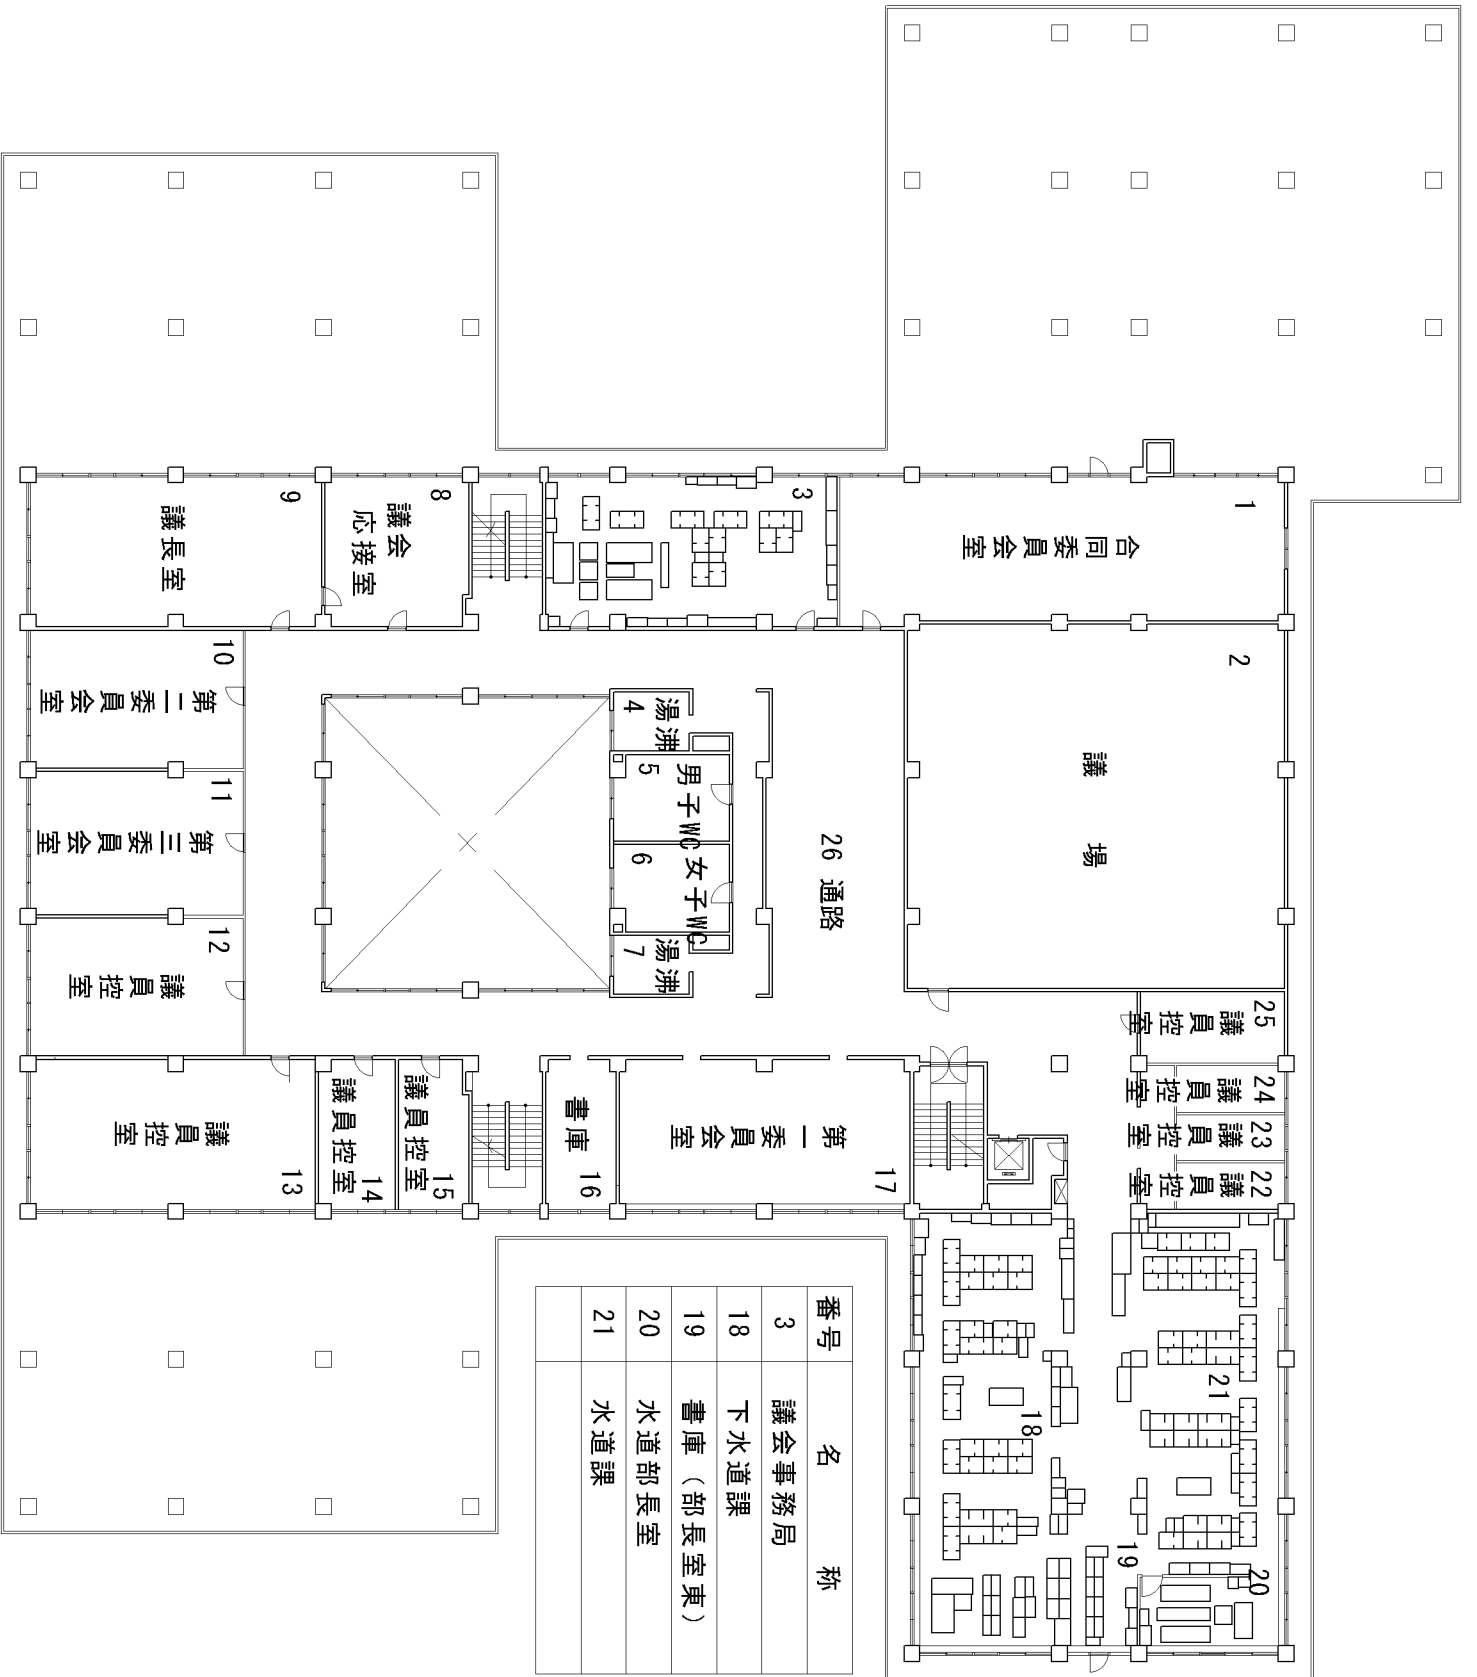 1
合同委員会室
2
議場
3
4
湯沸
5
男子WC
6
女子WC
7
湯沸
8
議会
応接室
9
議長室
10
第二委員会室
11
第三委員会室
12
議員控室
13
議員控室
14
議員控室
15
議員控室
16
書庫
17
第一委員会室
18
19
20
21
22
議員控室
23
議員控室
24
議員控室
25
議員控室
26 通路
番号 名称
3 議会事務局
18 下水道課
19 書庫（部長室東）
20 水道部長室
21 水道課